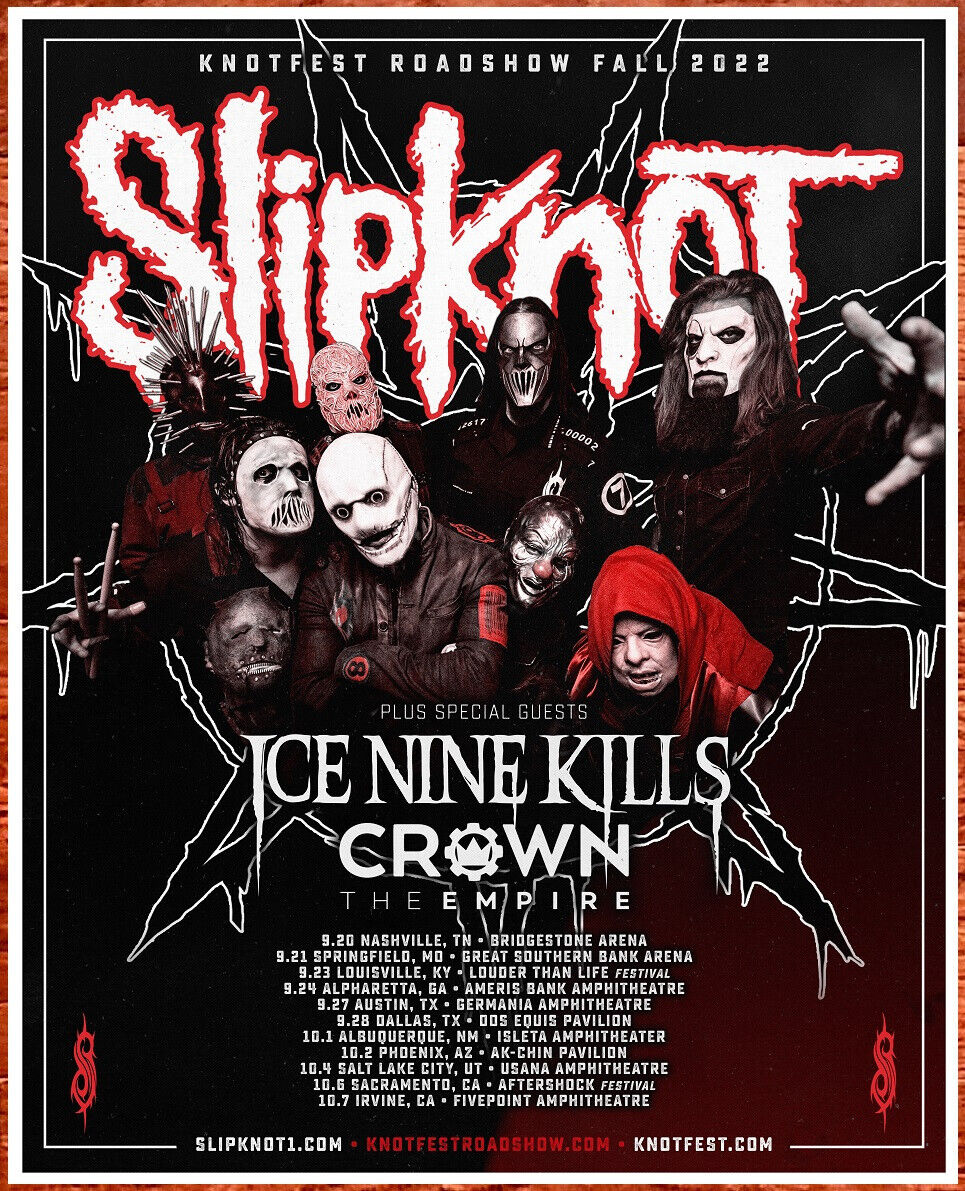 KNOTFEST ROADSHOW FALL 2022
SlipknoT
12617
.00002
7
8
PLUS SPECIAL GUESTS
ICE NINE KILLS
CROWN
THE EMPIRE
9.20 NASHVILLE, TN • BRIDGESTONE ARENA
9.21 SPRINGFIELD, MO • GREAT SOUTHERN BANK ARENA
9.23 LOUISVILLE, KY • LOUDER THAN LIFE FESTIVAL
9.24 ALPHARETTA, GA • AMERIS BANK AMPHITHEATRE
9.27 AUSTIN, TX • GERMANIA AMPHITHEATRE
9.28 DALLAS, TX • DOS EQUIS PAVILION
10.1 ALBUQUERQUE, NM • ISLETA AMPHITHEATER
10.2 PHOENIX, AZ • AK-CHIN PAVILION
10.4 SALT LAKE CITY, UT • USANA AMPHITHEATRE
10.6 SACRAMENTO, CA • AFTERSHOCK FESTIVAL
10.7 IRVINE, CA • FIVEPOINT AMPHITHEATRE
SLIPKNOT1.COM • KNOTFESTROADSHOW.COM • KNOTFEST.COM